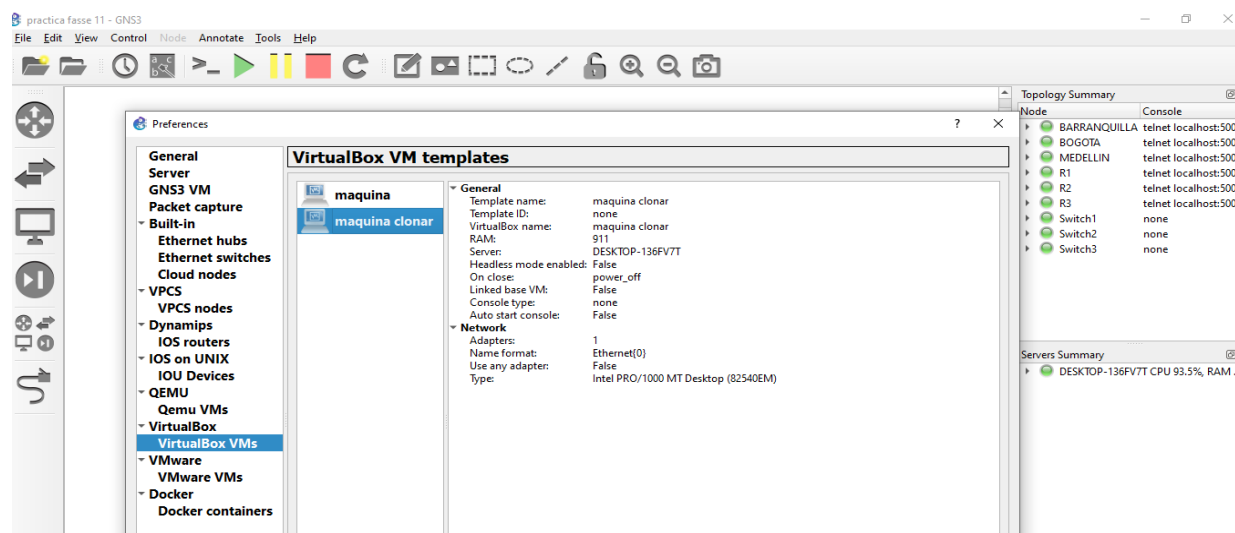 practica fasse 11 - GNS3
File Edit View Control Node Annotate Tools Help
Preferences
?
General
Server
GNS3 VM
Packet capture
Built-in
Ethernet hubs
Ethernet switches
Cloud nodes
VPCS
VPCS nodes
Dynamips
IOS routers
IOS on UNIX
IOU Devices
QEMU
Qemu VMs
VirtualBox
VirtualBox VMs
VMware
VMware VMs
Docker
Docker containers
VirtualBox VM templates
maquina
maquina clonar
General
Template name: maquina clonar
Template ID: none
VirtualBox name: maquina clonar
RAM: 911
Server: DESKTOP-136FV7T
Headless mode enabled: False
On close: power_off
Linked base VM: False
Console type: none
Auto start console: False
Network
Adapters: 1
Name format: Ethernet{0}
Use any adapter: False
Type: Intel PRO/1000 MT Desktop (82540EM)
Topology Summary
Node Console
BARRANQUILLA telnet localhost:500
BOGOTA telnet localhost:500
MEDELLIN telnet localhost:500
R1 telnet localhost:500
R2 telnet localhost:500
R3 telnet localhost:500
Switch1 none
Switch2 none
Switch3 none
Servers Summary
DESKTOP-136FV7T CPU 93.5%, RAM .